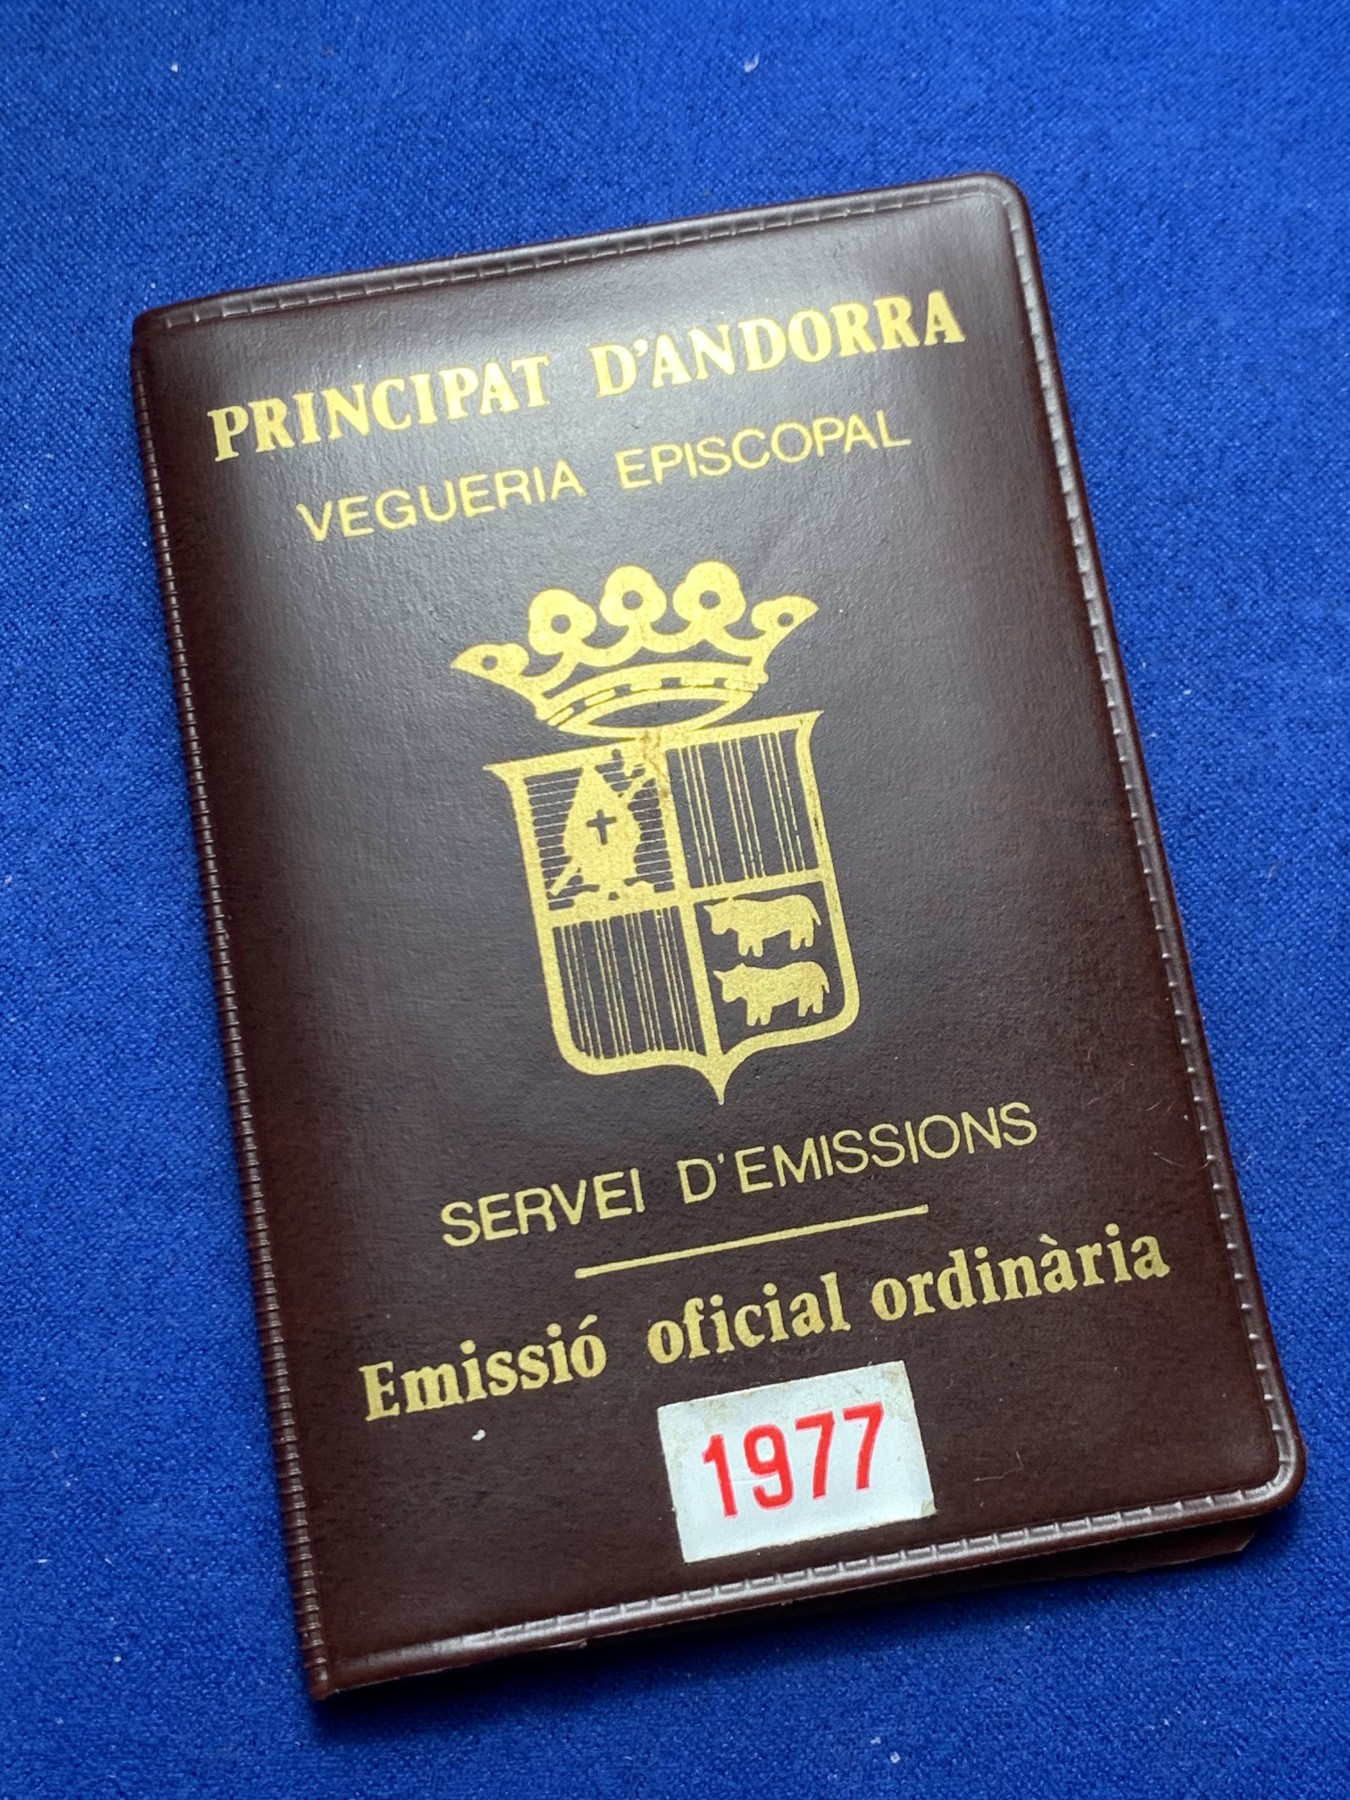 PRINCIPAT D'ANDORRA
VEGUERIA EPISCOPAL
SERVEI D'EMISSIONS
Emissió oficial ordinària
1977